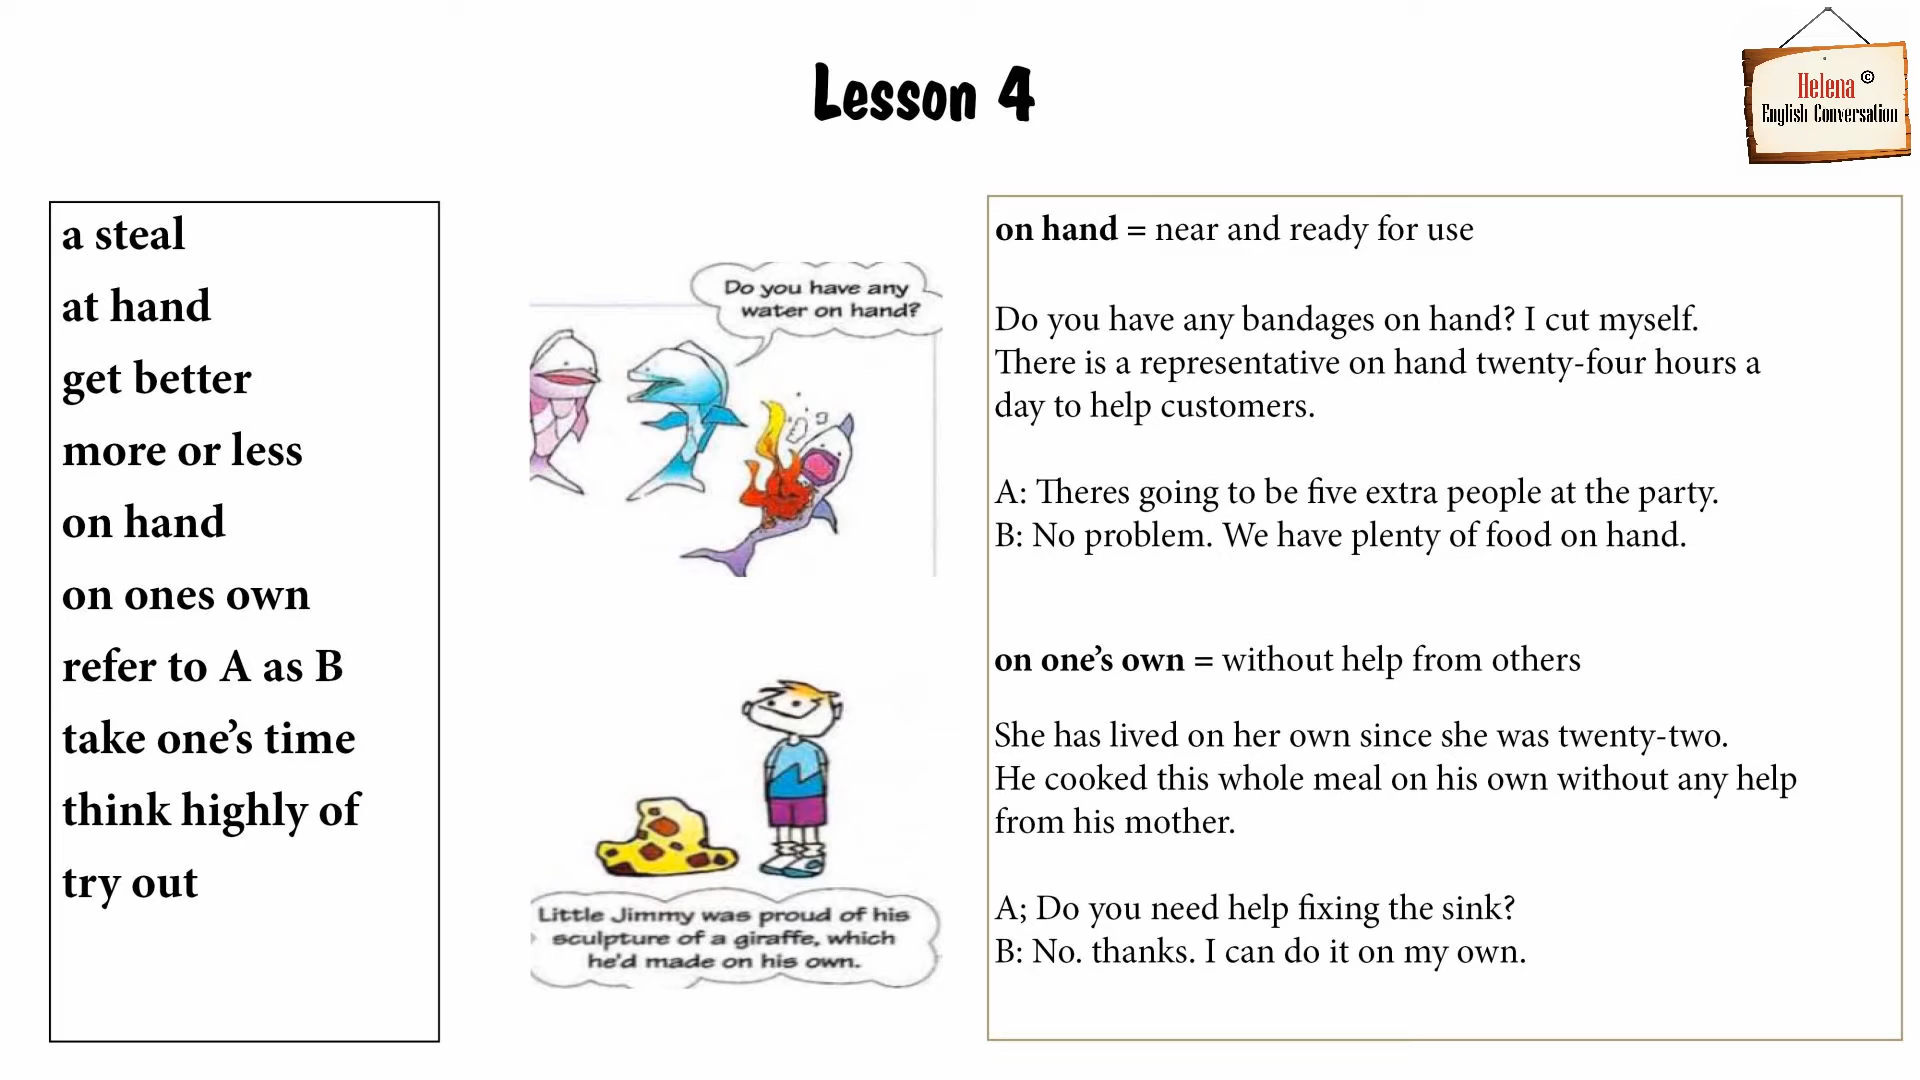 Lesson 4
Helena ©
English Conversation
a steal
at hand
get better
more or less
on hand
on ones own
refer to A as B
take one’s time
think highly of
try out
Do you have any
water on hand?
Little Jimmy was proud of his
sculpture of a giraffe, which
he'd made on his own.
on hand = near and ready for use
Do you have any bandages on hand? I cut myself.
There is a representative on hand twenty-four hours a
day to help customers.
A: Theres going to be five extra people at the party.
B: No problem. We have plenty of food on hand.
on one’s own = without help from others
She has lived on her own since she was twenty-two.
He cooked this whole meal on his own without any help
from his mother.
A; Do you need help fixing the sink?
B: No. thanks. I can do it on my own.